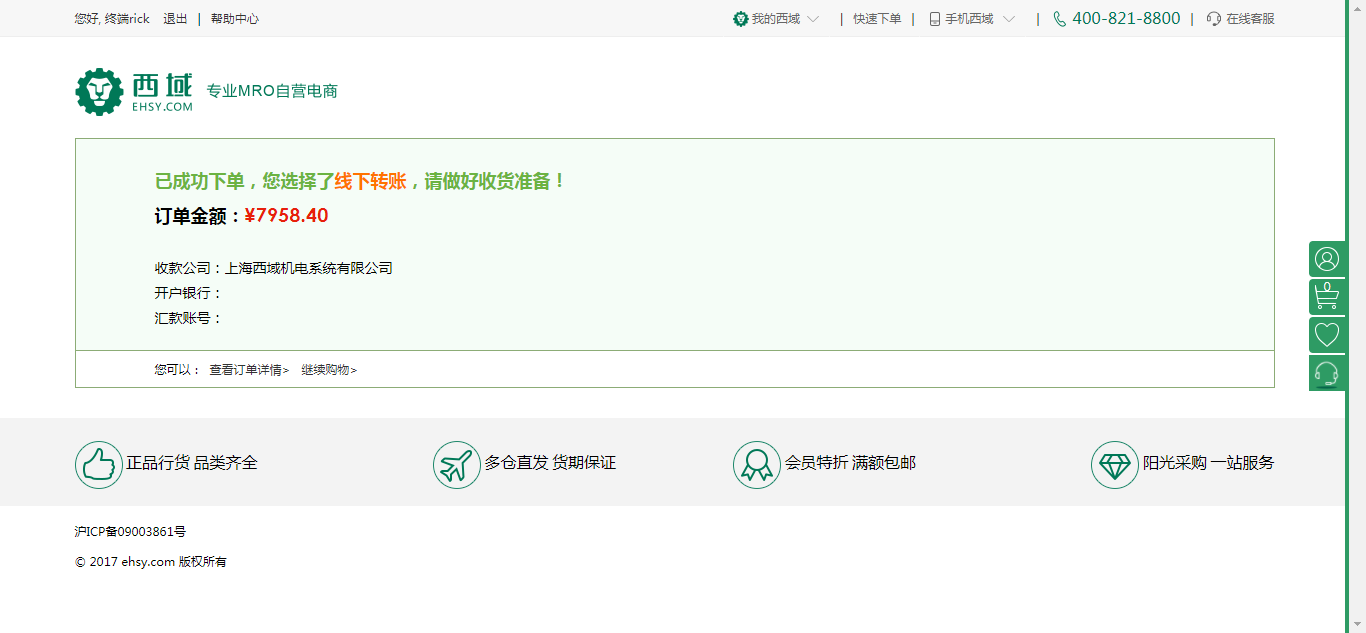 您好, 终端rick 退出 | 帮助中心
我的西域 | 快速下单 | 手机西域 | 400-821-8800 | 在线客服
西域
EHSY.COM
专业MRO自营电商
已成功下单，您选择了线下转账，请做好收货准备！
订单金额：¥7958.40
收款公司：上海西域机电系统有限公司
开户银行：
汇款账号：
您可以： 查看订单详情> 继续购物>
0
正品行货 品类齐全
多仓直发 货期保证
会员特折 满额包邮
阳光采购 一站服务
沪ICP备09003861号
© 2017 ehsy.com 版权所有